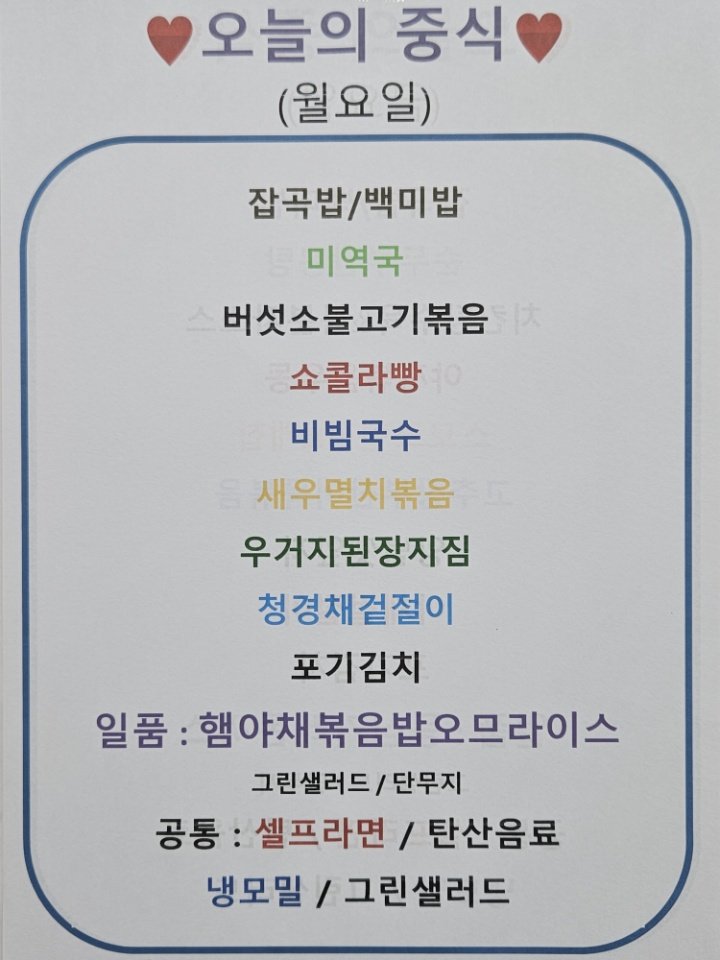 ♥오늘의 중식♥
(월요일)
잡곡밥/백미밥
미역국
버섯소불고기볶음
쇼콜라빵
비빔국수
새우멸치볶음
우거지된장지짐
청경채겉절이
포기김치
일품 : 햄야채볶음밥오므라이스
그린샐러드 / 단무지
공통 : 셀프라면 / 탄산음료
냉모밀 / 그린샐러드